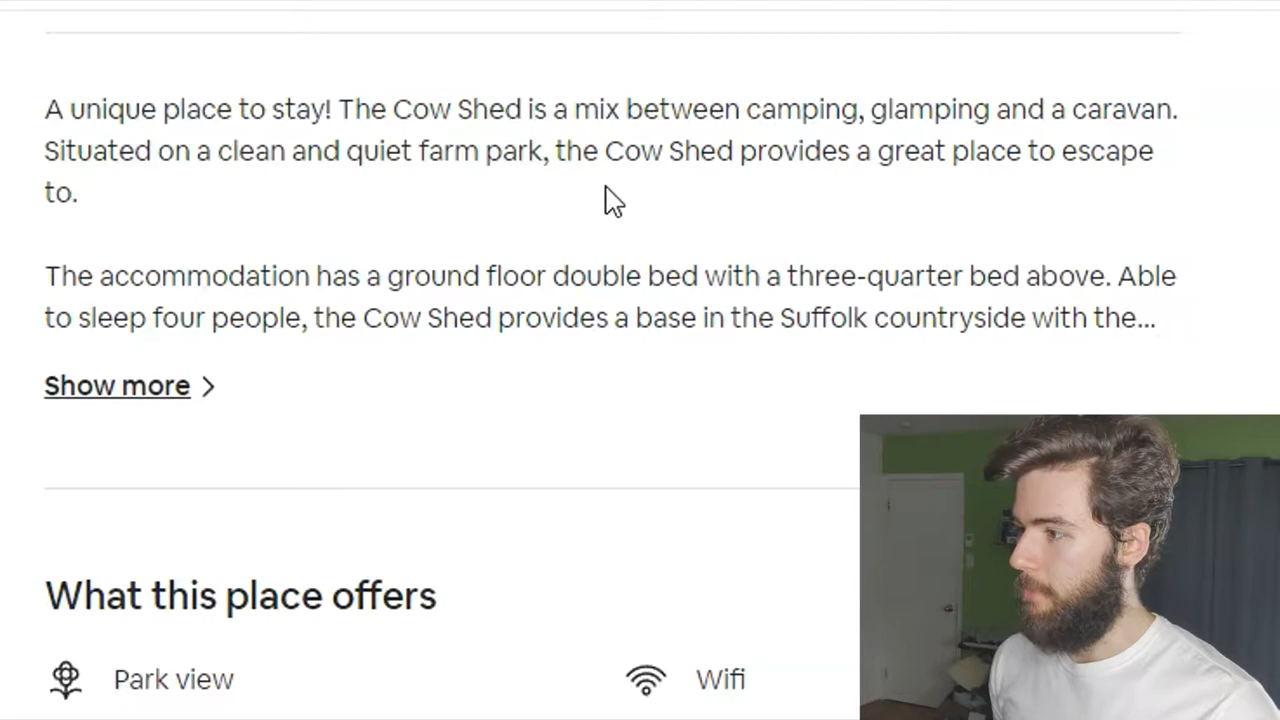 A unique place to stay! The Cow Shed is a mix between camping, glamping and a caravan.
Situated on a clean and quiet farm park, the Cow Shed provides a great place to escape
to.
The accommodation has a ground floor double bed with a three-quarter bed above. Able
to sleep four people, the Cow Shed provides a base in the Suffolk countryside with the...
Show more
What this place offers
Park view
Wifi